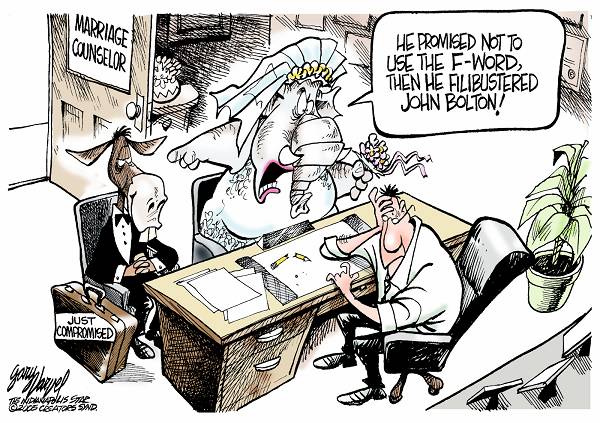 MARRIAGE
COUNSELOR
HE PROMISED NOT TO
USE THE F-WORD,
THEN HE FILIBUSTERED
JOHN BOLTON!
JUST
COMPROMISED
Gary Varvel
THE INDIANAPOLIS STAR
©2005 CREATORS SYND.